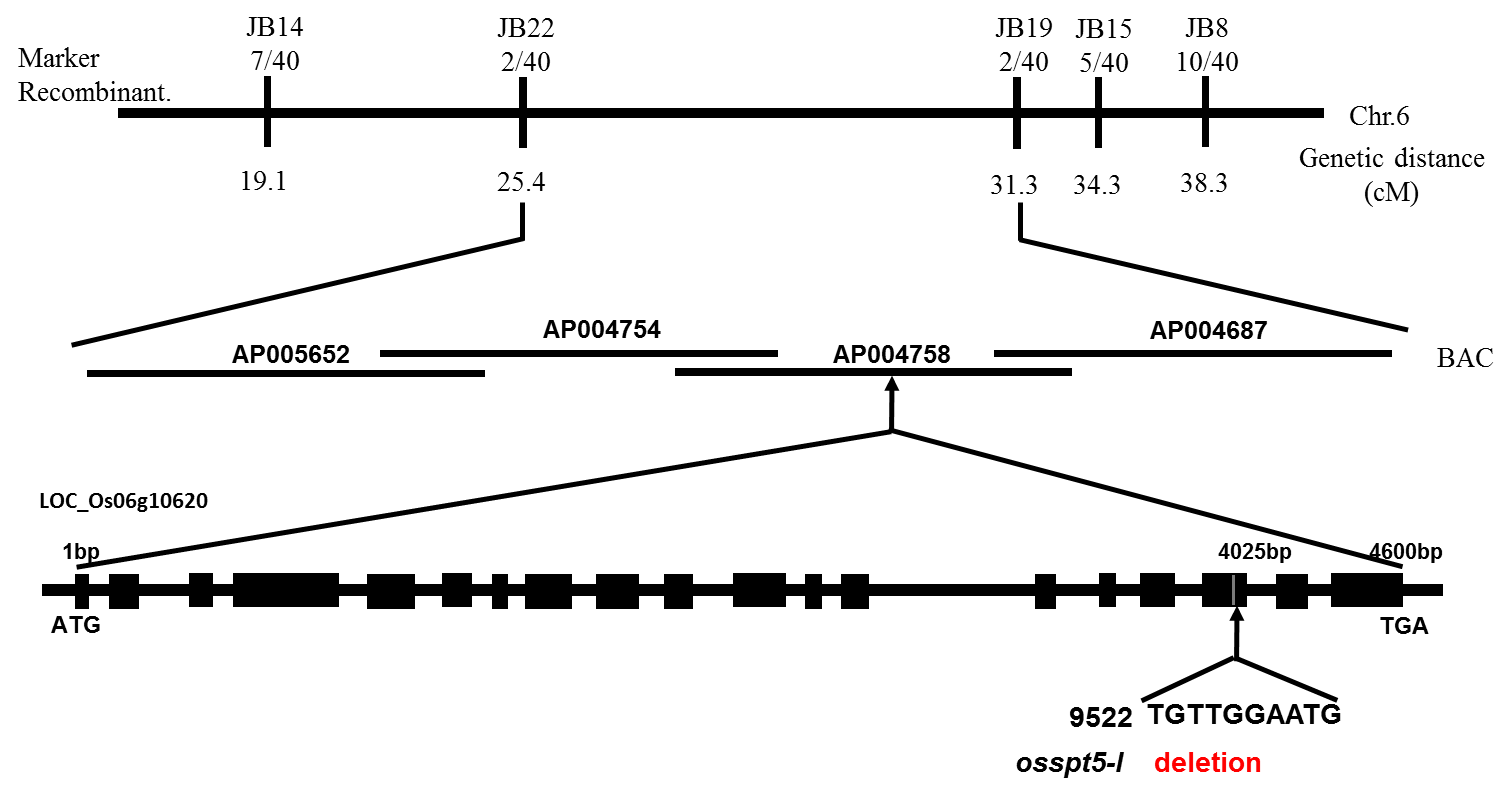 JB14 JB22 JB19 JB15 JB8
Marker 7/40 2/40 2/40 5/40 10/40
Recombinant.
Chr.6
Genetic distance
19.1 25.4 31.3 34.3 38.3 (cM)
AP004754 AP004687
AP005652 AP004758 BAC
LOC_Os06g10620
1bp 4025bp 4600bp
ATG TGA
9522 TGTTGGAATG
osspt5-l deletion